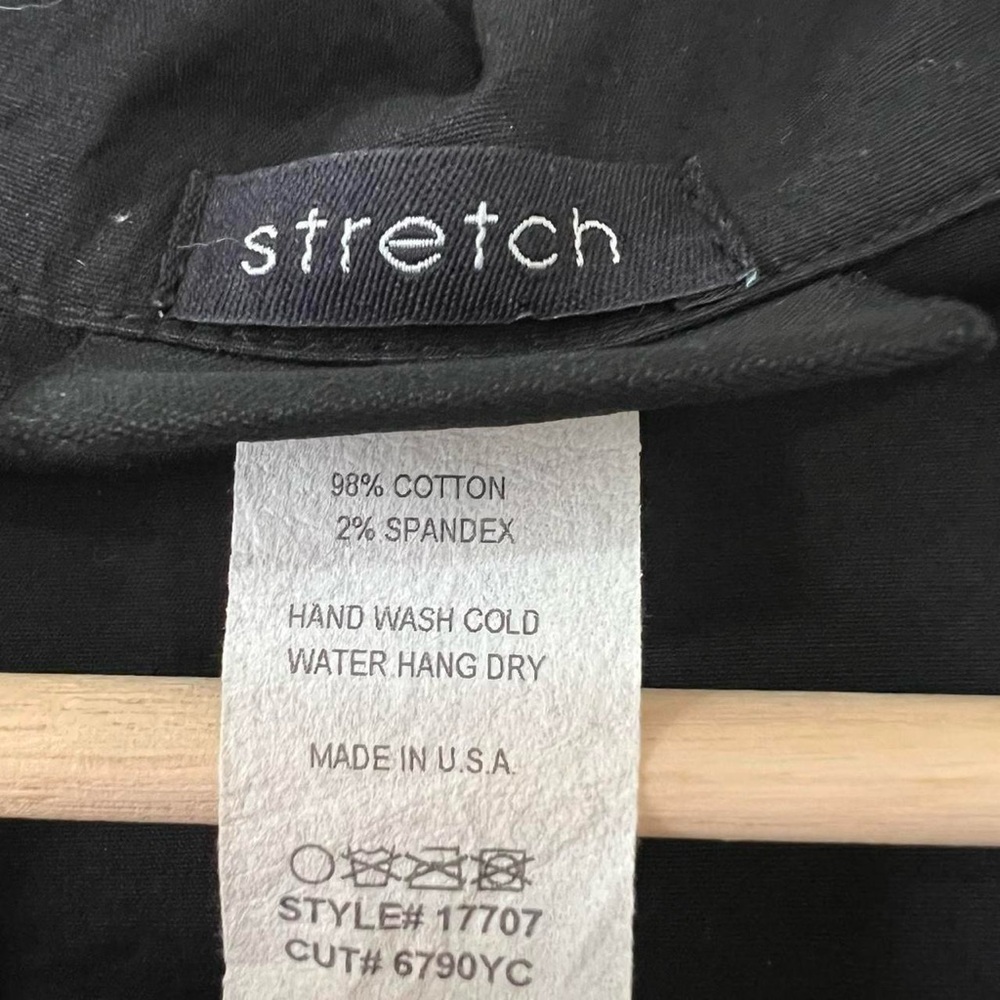 stretch
98% COTTON
2% SPANDEX
HAND WASH COLD
WATER HANG DRY
MADE IN U.S.A.
STYLE# 17707
CUT# 6790YC